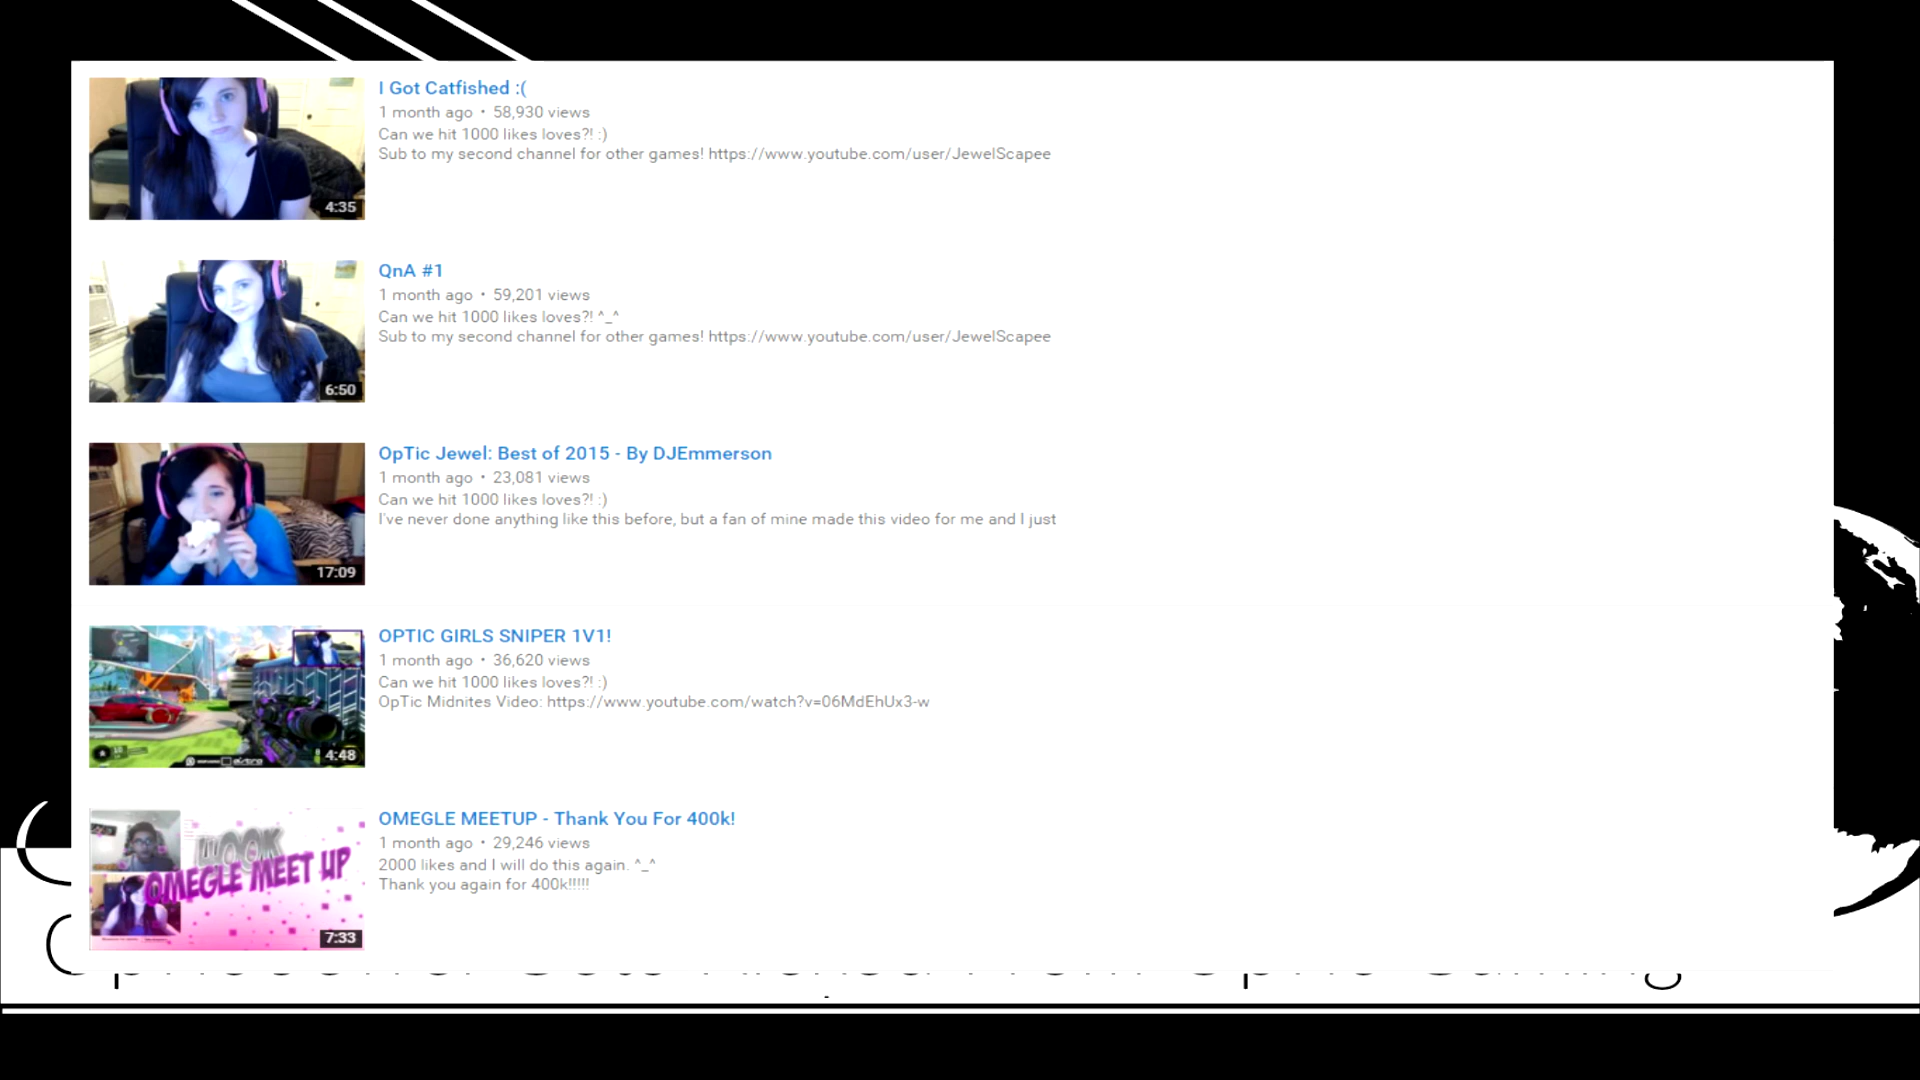 I Got Catfished :(
1 month ago • 58,930 views
Can we hit 1000 likes loves?! :)
Sub to my second channel for other games! https://www.youtube.com/user/JewelScapee
4:35
QnA #1
1 month ago • 59,201 views
Can we hit 1000 likes loves?! ^_^
Sub to my second channel for other games! https://www.youtube.com/user/JewelScapee
6:50
OpTic Jewel: Best of 2015 - By DJEmmerson
1 month ago • 23,081 views
Can we hit 1000 likes loves?! :)
I've never done anything like this before, but a fan of mine made this video for me and I just
17:09
OPTIC GIRLS SNIPER 1V1!
1 month ago • 36,620 views
Can we hit 1000 likes loves?! :)
OpTic Midnites Video: https://www.youtube.com/watch?v=06MdEhUx3-w
4:48
OMEGLE MEETUP - Thank You For 400k!
1 month ago • 29,246 views
2000 likes and I will do this again. ^_^
Thank you again for 400k!!!!!
OMEGLE MEET UP
7:33